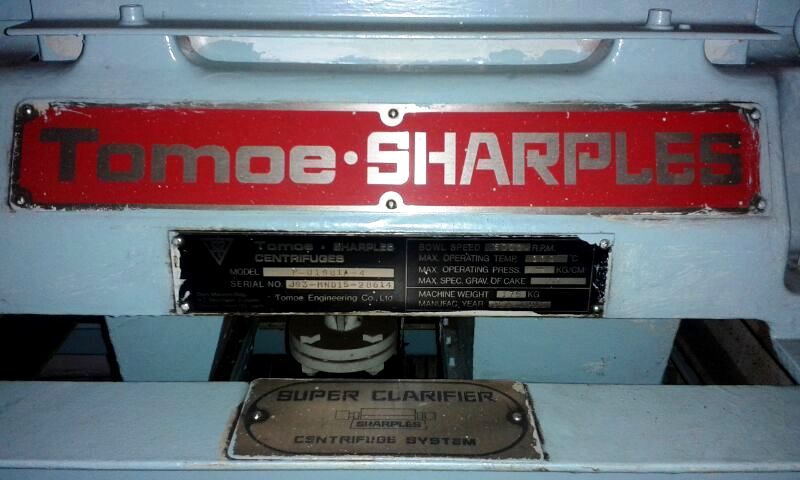 Tomoe · SHARPLES
Tomoe · SHARPLES
CENTRIFUGES
MODEL
SERIAL NO.
Tomoe Engineering Co., Ltd.
BOWL SPEED R.P.M.
MAX. OPERATING TEMP. °C
MAX. OPERATING PRESS. KG/CM
MAX. SPEC. GRAV. OF CAKE
MACHINE WEIGHT KG
MANUFAC. YEAR
SUPER CLARIFIER
SHARPLES
CENTRIFUGE SYSTEM